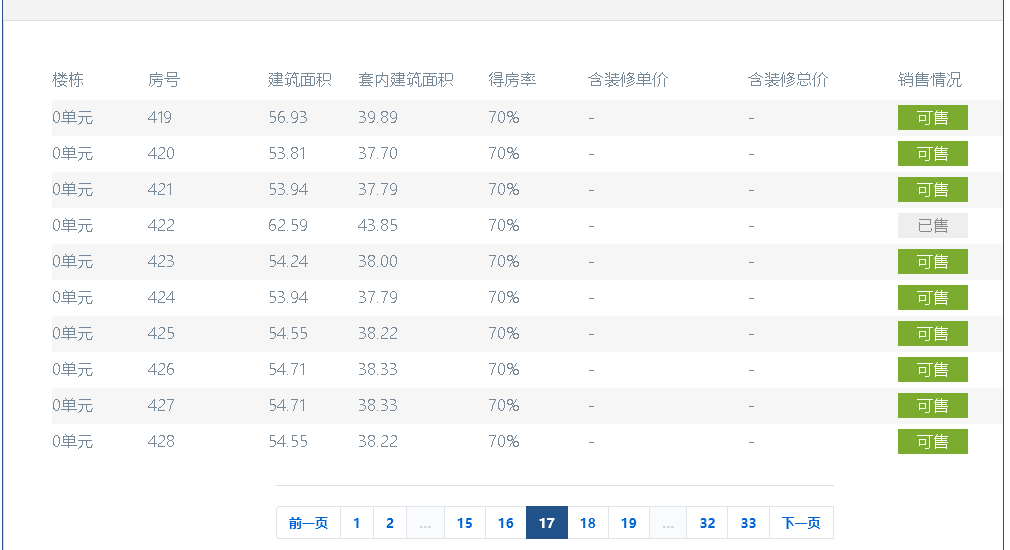 楼栋 房号 建筑面积 套内建筑面积 得房率 含装修单价 含装修总价 销售情况
0单元 419 56.93 39.89 70% - - 可售
0单元 420 53.81 37.70 70% - - 可售
0单元 421 53.94 37.79 70% - - 可售
0单元 422 62.59 43.85 70% - - 已售
0单元 423 54.24 38.00 70% - - 可售
0单元 424 53.94 37.79 70% - - 可售
0单元 425 54.55 38.22 70% - - 可售
0单元 426 54.71 38.33 70% - - 可售
0单元 427 54.71 38.33 70% - - 可售
0单元 428 54.55 38.22 70% - - 可售
前一页 1 2 ... 15 16 17 18 19 ... 32 33 下一页